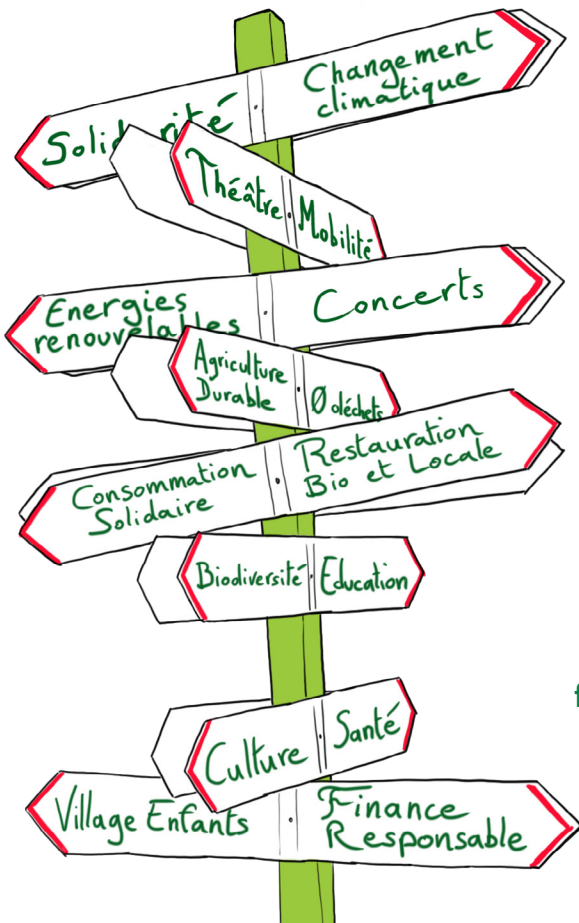 Solidarité
Changement
climatique
Théâtre
Mobilité
Energies
renouvelables
Concerts
Agriculture
Durable
0 déchets
Consommation
Solidaire
Restauration
Bio et Locale
Biodiversité
Education
Culture
Santé
Village Enfants
Finance
Responsable
f